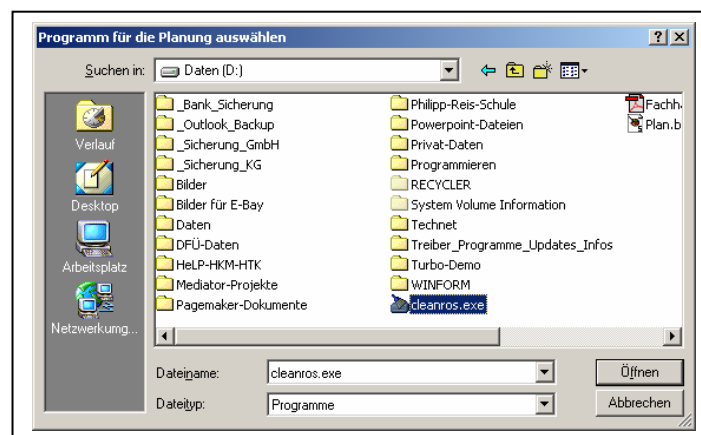 Programm für die Planung auswählen
Suchen in: Daten (D:)
Verlauf
Desktop
Arbeitsplatz
Netzwerkumg...
_Bank_Sicherung
_Outlook_Backup
_Sicherung_GmbH
_Sicherung_KG
Bilder
Bilder für E-Bay
Daten
DFÜ-Daten
HeLP-HKM-HTK
Mediator-Projekte
Pagemaker-Dokumente
Philipp-Reis-Schule
Powerpoint-Dateien
Privat-Daten
Programmieren
RECYCLER
System Volume Information
Technet
Treiber_Programme_Updates_Infos
Turbo-Demo
WINFORM
cleanros.exe
Fachh
Plan.b
Dateiname: cleanros.exe Öffnen
Dateityp: Programme Abbrechen